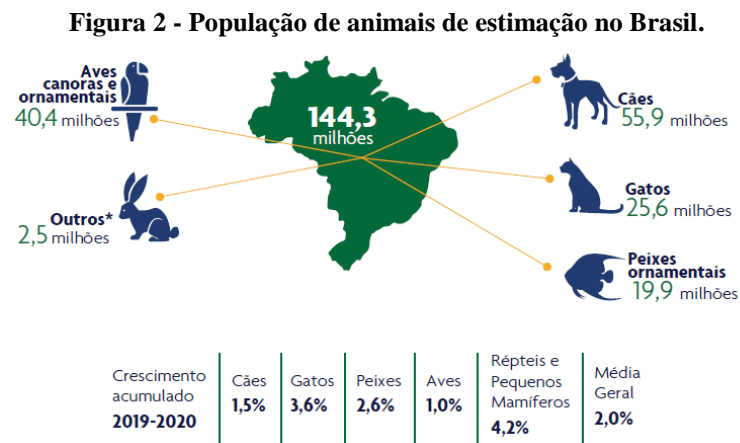 Figura 2 - População de animais de estimação no Brasil.
Aves
canoras e
ornamentais
40,4 milhões
Outros*
2,5 milhões
144,3
milhões
Cães
55,9 milhões
Gatos
25,6 milhões
Peixes
ornamentais
19,9 milhões
Crescimento
acumulado
2019-2020
Cães
1,5%
Gatos
3,6%
Peixes
2,6%
Aves
1,0%
Répteis e
Pequenos
Mamíferos
4,2%
Média
Geral
2,0%